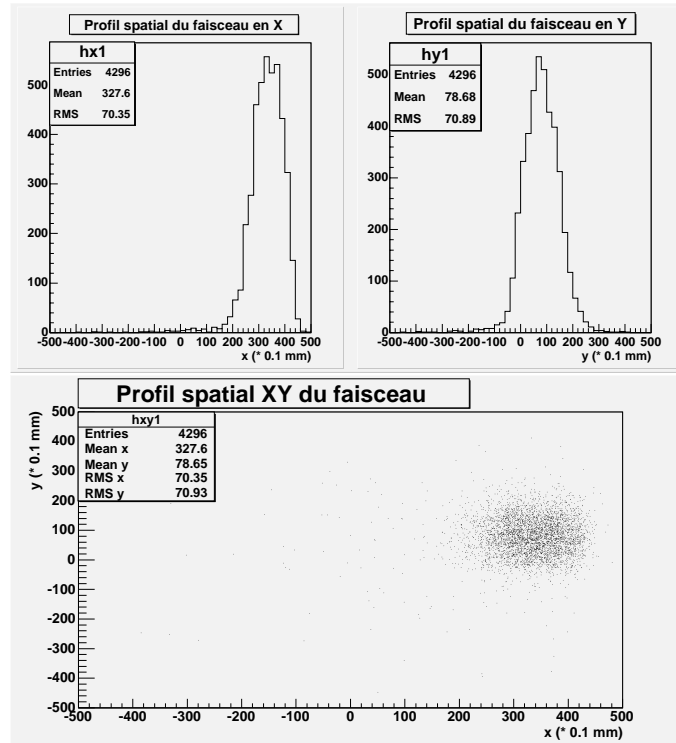 Profil spatial du faisceau en X
hx1
Entries 4296
Mean 327.6
RMS 70.35
500
400
300
200
100
0
-500-400-300-200-100 0 100 200 300 400 500
x (* 0.1 mm)
Profil spatial du faisceau en Y
hy1
Entries 4296
Mean 78.68
RMS 70.89
500
400
300
200
100
0
-500-400-300-200-100 0 100 200 300 400 500
y (* 0.1 mm)
Profil spatial XY du faisceau
hxy1
Entries 4296
Mean x 327.6
Mean y 78.65
RMS x 70.35
RMS y 70.93
y (* 0.1 mm)
500
400
300
200
100
0
-100
-200
-300
-400
-500
-500 -400 -300 -200 -100 0 100 200 300 400 500
x (* 0.1 mm)